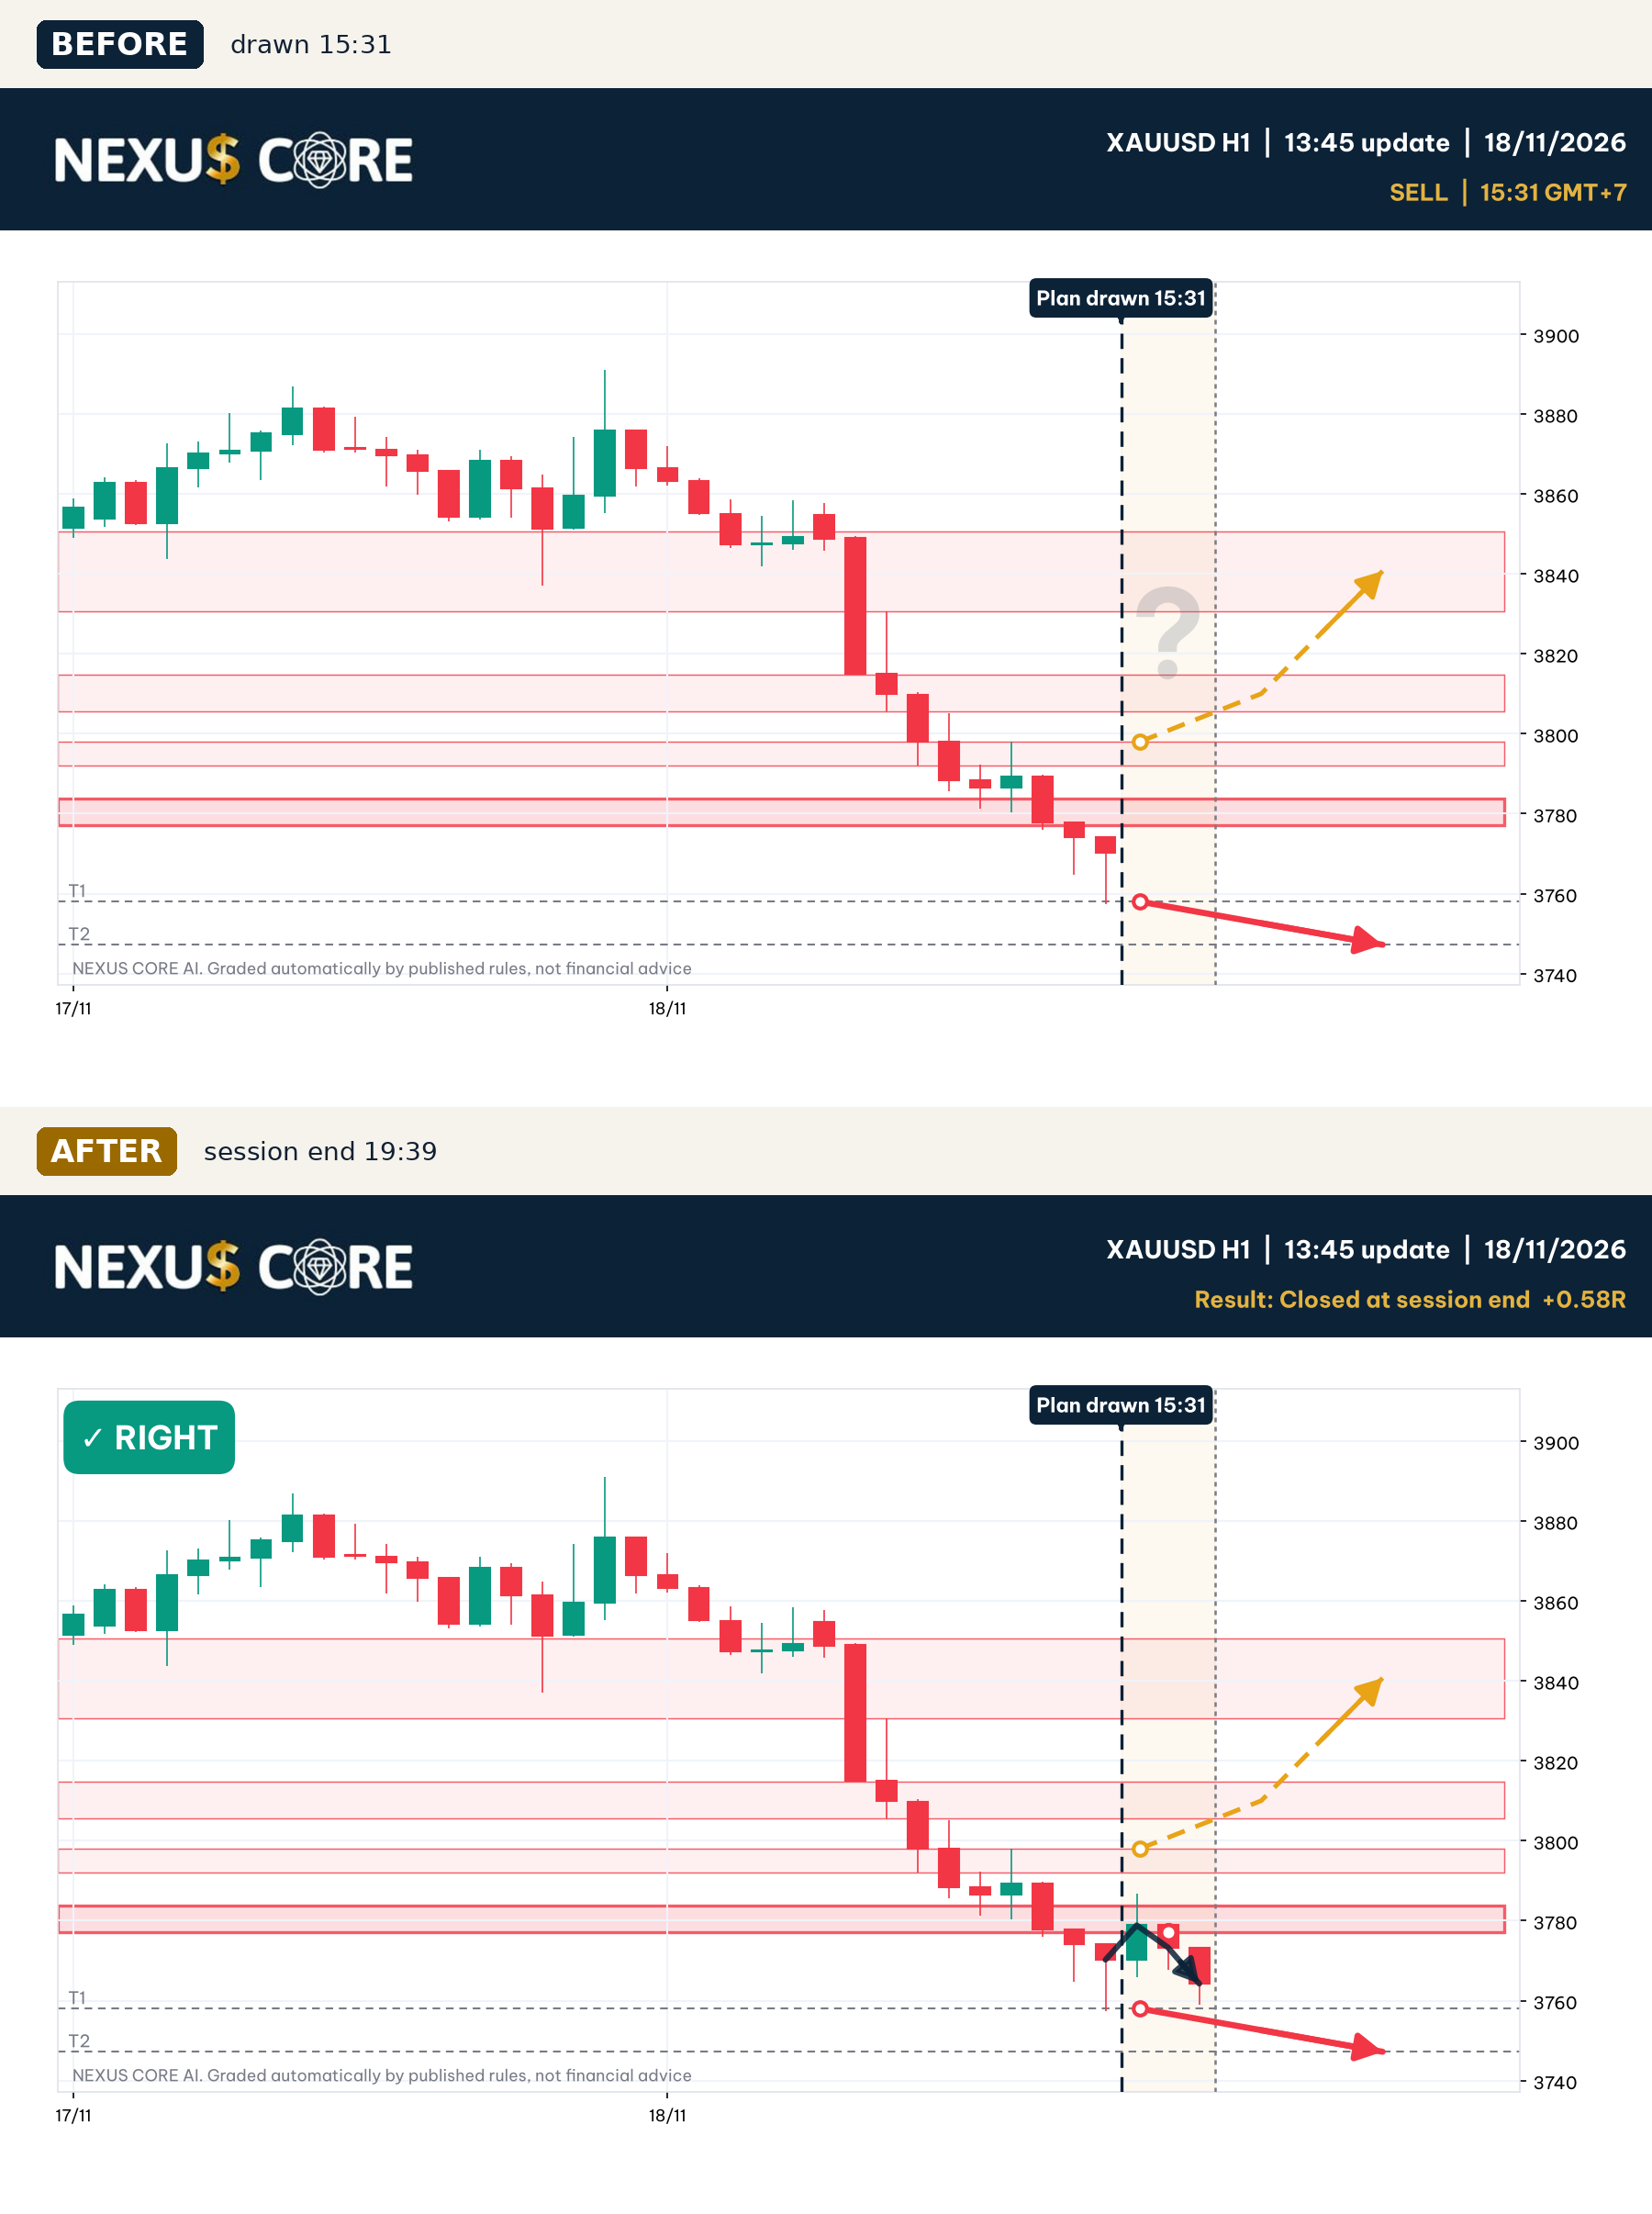 BEFORE drawn 15:31
NEXU$ CORE
XAUUSD H1 | 13:45 update | 18/11/2026
SELL | 15:31 GMT+7
Plan drawn 15:31
3900
3880
3860
3840
?
3820
3800
3780
T1
3760
T2
NEXUS CORE AI. Graded automatically by published rules, not financial advice
3740
17/11 18/11
AFTER session end 19:39
NEXU$ CORE
XAUUSD H1 | 13:45 update | 18/11/2026
Result: Closed at session end +0.58R
Plan drawn 15:31
✓ RIGHT
3900
3880
3860
3840
3820
3800
3780
T1
3760
T2
NEXUS CORE AI. Graded automatically by published rules, not financial advice
3740
17/11 18/11